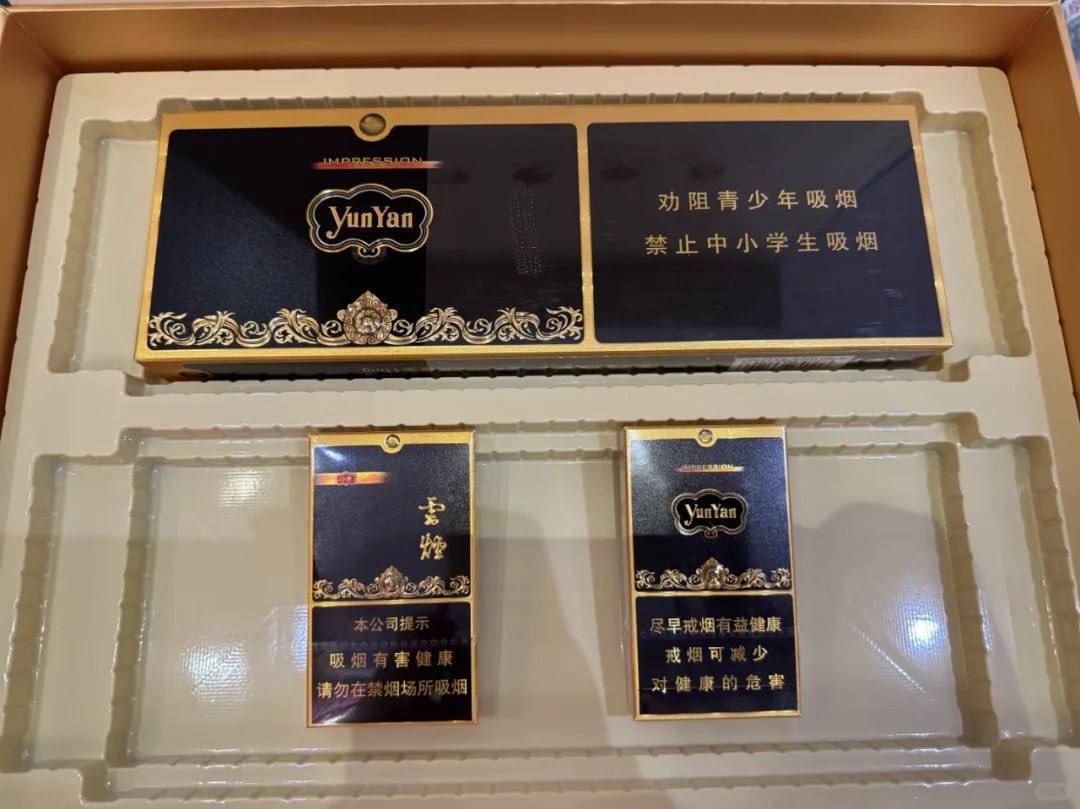 IMPRESSION
YunYan
劝阻青少年吸烟
禁止中小学生吸烟
雲煙
本公司提示
吸烟有害健康
请勿在禁烟场所吸烟
IMPRESSION
YunYan
尽早戒烟有益健康
戒烟可减少
对健康的危害